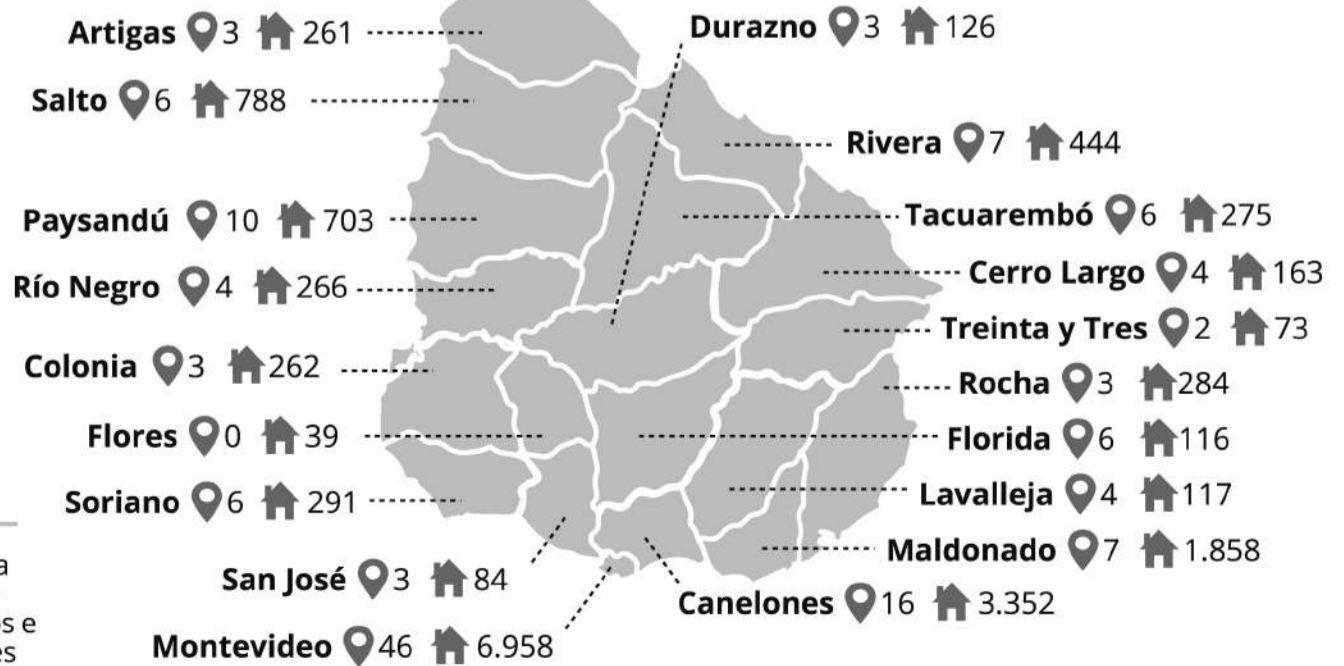 Artigas 3 261
Durazno 3 126
Salto 6 788
Rivera 7 444
Paysandú 10 703
Tacuarembó 6 275
Río Negro 4 266
Cerro Largo 4 163
Treinta y Tres 2 73
Colonia 3 262
Rocha 3 284
Flores 0 39
Florida 6 116
Soriano 6 291
Lavalleja 4 117
Maldonado 7 1.858
San José 3 84
Canelones 16 3.352
Montevideo 46 6.958